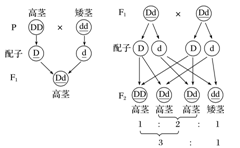 高茎 矮茎
P DD × dd
配子 D d
F₁ Dd
高茎
F₁ Dd × Dd
配子 D d D d
F₂ DD Dd Dd dd
高茎 高茎 高茎 矮茎
1 : 2 : 1
3 : 1